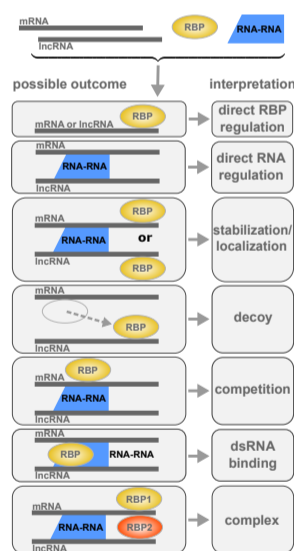 mRNA
lncRNA
RBP
RNA-RNA
possible outcome
interpretation
mRNA or lncRNA
RBP
direct RBP
regulation
mRNA
RNA-RNA
lncRNA
direct RNA
regulation
mRNA
RBP
RNA-RNA
or
lncRNA
RBP
stabilization/
localization
mRNA
RBP
lncRNA
decoy
mRNA
RBP
RNA-RNA
lncRNA
competition
mRNA
RBP
RNA-RNA
lncRNA
dsRNA
binding
mRNA
RBP1
RNA-RNA
RBP2
lncRNA
complex